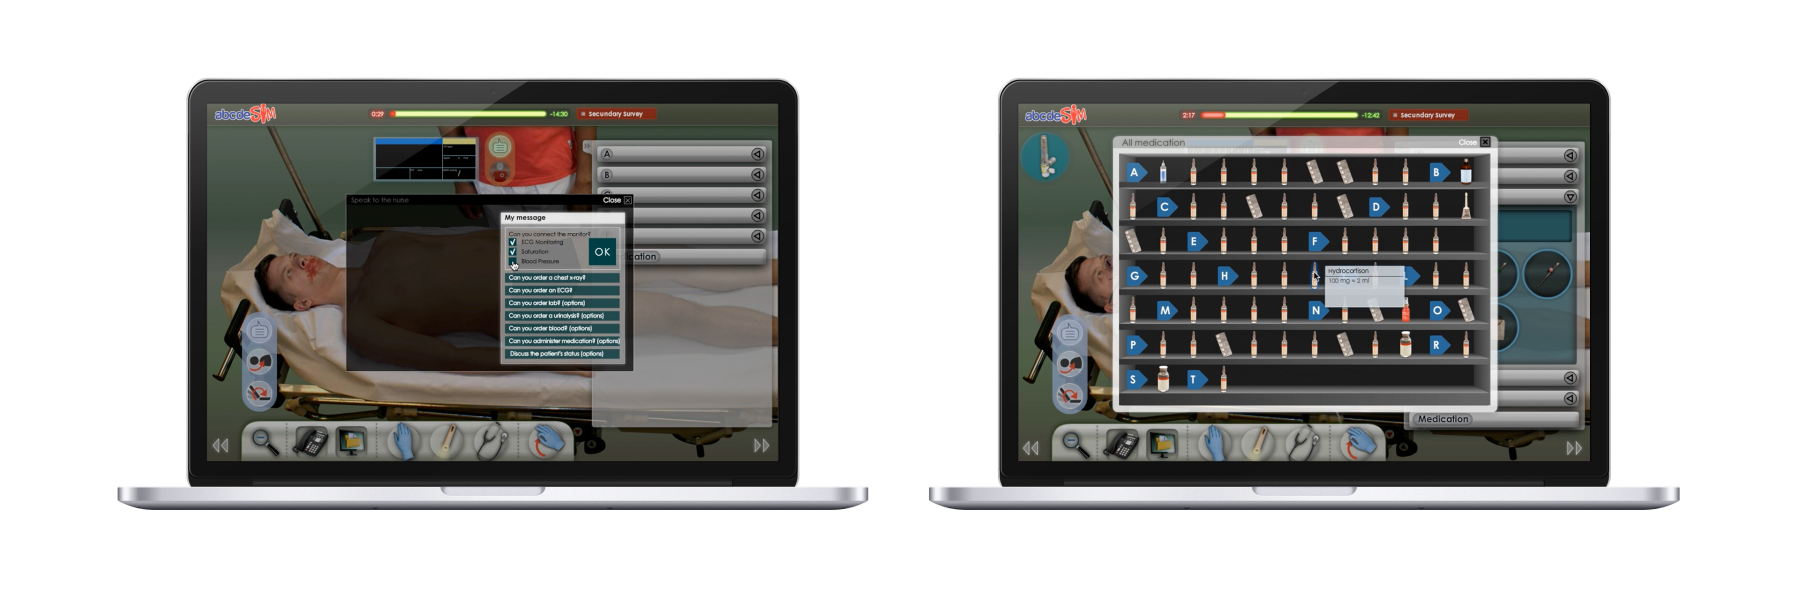 abcdeSIM
0:29
-14:30
Secundary Survey
A
B
Speak to the nurse
Close
My message
Can you connect the monitor?
ECG Monitoring
Saturation
Blood Pressure
OK
Can you order a chest x-ray?
Can you order an ECG?
Can you order lab? (options)
Can you order a urinolysis? (options)
Can you order blood? (options)
Can you administer medication? (options)
Discuss the patient's status (options)
abcdeSIM
2:17
-12:42
Secundary Survey
All medication
Close
A
B
C
D
E
F
G
H
Hydrocortison
100 mg = 2 ml
L
M
N
O
P
R
S
T
Medication